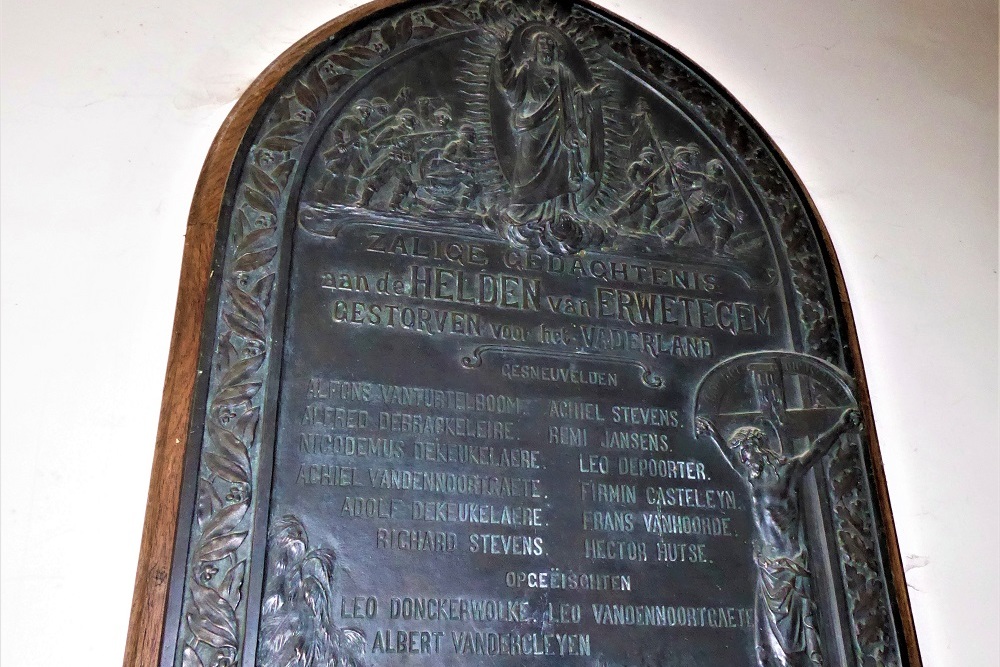 ZALIGE GEDACHTENIS
aan de HELDEN van ERWETEGEM
GESTORVEN voor het VADERLAND
GESNEUVELDEN
ALFONS VANTURTELBOOM. ACHIEL STEVENS.
ALFRED DEBRACKELEIRE. REMI JANSENS.
NICODEMUS DEKEUKELAERE. LEO DEPOORTER.
ACHIEL VANDENNOORTGAETE. FIRMIN CASTELEYN.
ADOLF DEKEUKELAERE. FRANS VANHOORDE.
RICHARD STEVENS. HECTOR HUTSE.
OPGEËISCHTEN
LEO DONCKERWOLKE. LEO VANDENNOORTGAETE
ALBERT VANDERCLEYEN